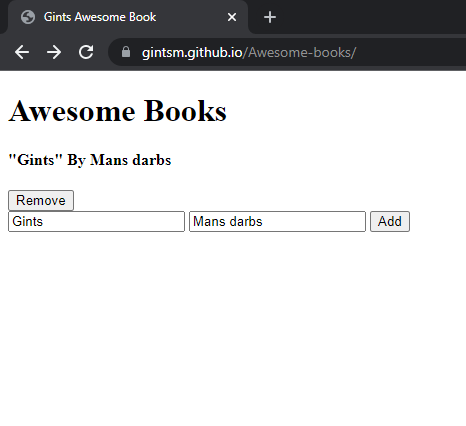 Gints Awesome Book
gintsm.github.io/Awesome-books/
Awesome Books
"Gints" By Mans darbs
Remove
Gints Mans darbs Add